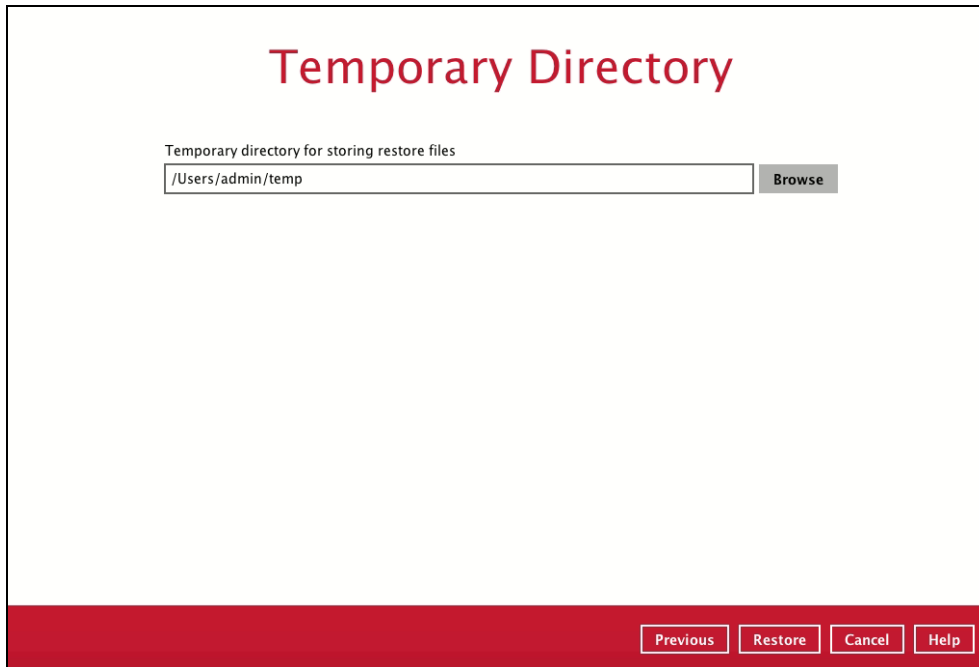 Temporary Directory
Temporary directory for storing restore files
/Users/admin/temp
Browse
Previous Restore Cancel Help